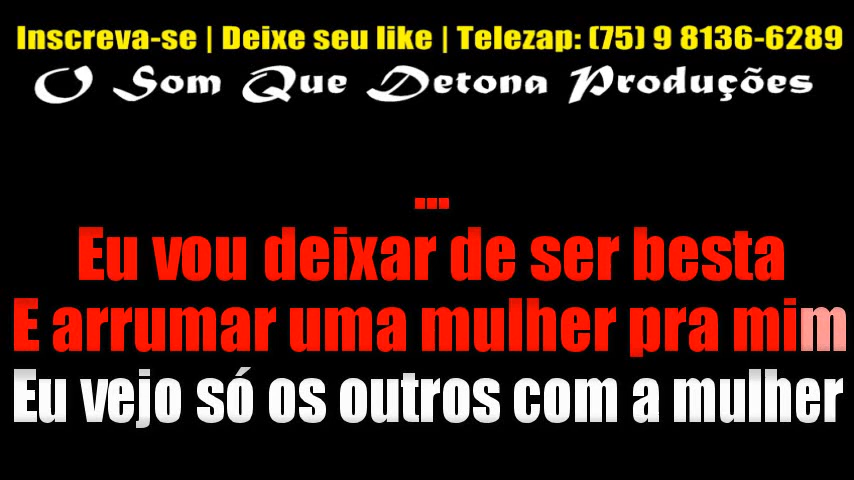 Inscreva-se | Deixe seu like | Telezap: (75) 9 8136-6289
O Som Que Detona Produções
...
Eu vou deixar de ser besta
E arrumar uma mulher pra mim
Eu vejo só os outros com a mulher